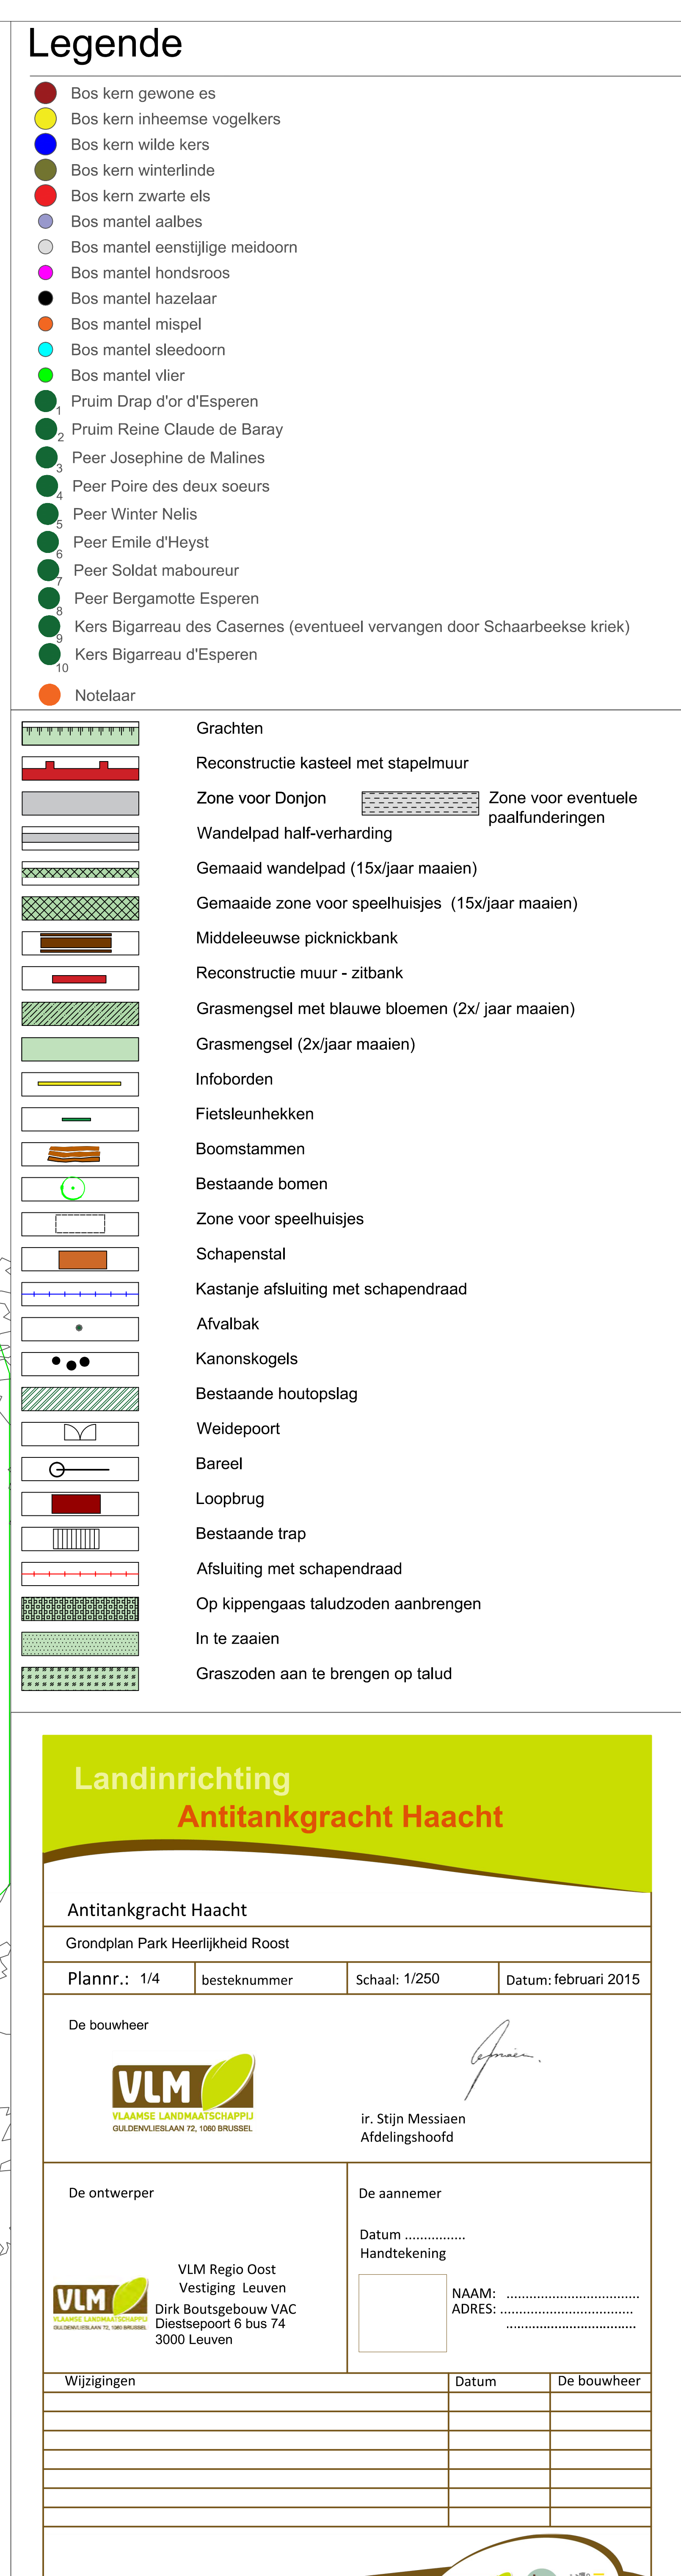 Legende
Bos kern gewone es
Bos kern inheemse vogelkers
Bos kern wilde kers
Bos kern winterlinde
Bos kern zwarte els
Bos mantel aalbes
Bos mantel eenstijlige meidoorn
Bos mantel hondsroos
Bos mantel hazelaar
Bos mantel mispel
Bos mantel sleedoorn
Bos mantel vlier
1 Pruim Drap d'or d'Esperen
2 Pruim Reine Claude de Baray
3 Peer Josephine de Malines
4 Peer Poire des deux soeurs
5 Peer Winter Nelis
6 Peer Emile d'Heyst
7 Peer Soldat maboureur
8 Peer Bergamotte Esperen
9 Kers Bigarreau des Casernes (eventueel vervangen door Schaarbeekse kriek)
10 Kers Bigarreau d'Esperen
Notelaar
Grachten
Reconstructie kasteel met stapelmuur
Zone voor Donjon
Zone voor eventuele
paalfunderingen
Wandelpad half-verharding
Gemaaid wandelpad (15x/jaar maaien)
Gemaaide zone voor speelhuisjes (15x/jaar maaien)
Middeleeuwse picknickbank
Reconstructie muur - zitbank
Grasmengsel met blauwe bloemen (2x/ jaar maaien)
Grasmengsel (2x/jaar maaien)
Infoborden
Fietsleunhekken
Boomstammen
Bestaande bomen
Zone voor speelhuisjes
Schapenstal
Kastanje afsluiting met schapendraad
Afvalbak
Kanonskogels
Bestaande houtopslag
Weidepoort
Bareel
Loopbrug
Bestaande trap
Afsluiting met schapendraad
Op kippengaas taludzoden aanbrengen
In te zaaien
Graszoden aan te brengen op talud
Landinrichting
Antitankgracht Haacht
Antitankgracht Haacht
Grondplan Park Heerlijkheid Roost
Plannr.: 1/4 besteknummer Schaal: 1/250 Datum: februari 2015
De bouwheer
VLM
VLAAMSE LANDMAATSCHAPPIJ
GULDENVLIESLAAN 72, 1060 BRUSSEL
ir. Stijn Messiaen
Afdelingshoofd
De ontwerper
VLM Regio Oost
Vestiging Leuven
VLM
VLAAMSE LANDMAATSCHAPPIJ
GULDENVLIESLAAN 72, 1060 BRUSSEL
Dirk Boutsgebouw VAC
Diestsepoort 6 bus 74
3000 Leuven
De aannemer
Datum ................
Handtekening
NAAM: ...................................
ADRES: ...................................
...................................
Wijzigingen Datum De bouwheer